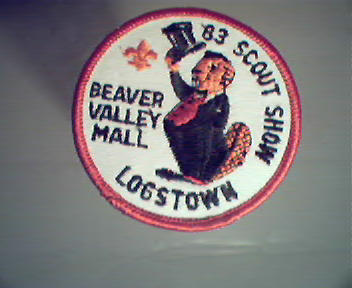 '83 SCOUT SHOW
BEAVER
VALLEY
MALL
LOGSTOWN